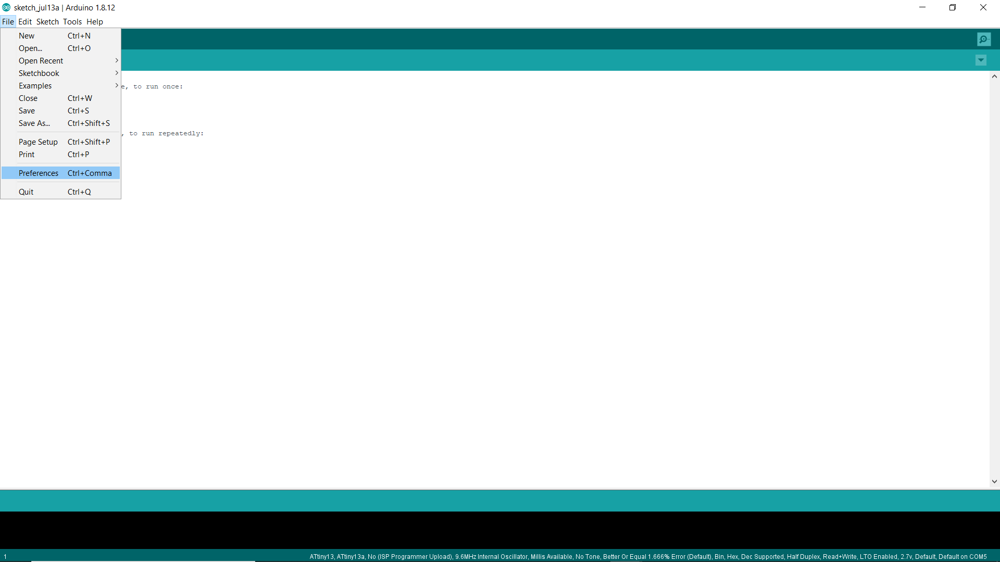 sketch_jul13a | Arduino 1.8.12
File Edit Sketch Tools Help
New Ctrl+N
Open... Ctrl+O
Open Recent
Sketchbook
Examples
e, to run once:
Close Ctrl+W
Save Ctrl+S
Save As... Ctrl+Shift+S
, to run repeatedly:
Page Setup Ctrl+Shift+P
Print Ctrl+P
Preferences Ctrl+Comma
Quit Ctrl+Q
1 ATtiny13, ATtiny13a, No (ISP Programmer Upload), 9.6MHz Internal Oscillator, Millis Available, No Tone, Better Or Equal 1.666% Error (Default), Bin, Hex, Dec Supported, Half Duplex, Read+Write, LTO Enabled, 2.7v, Default, Default on COM5